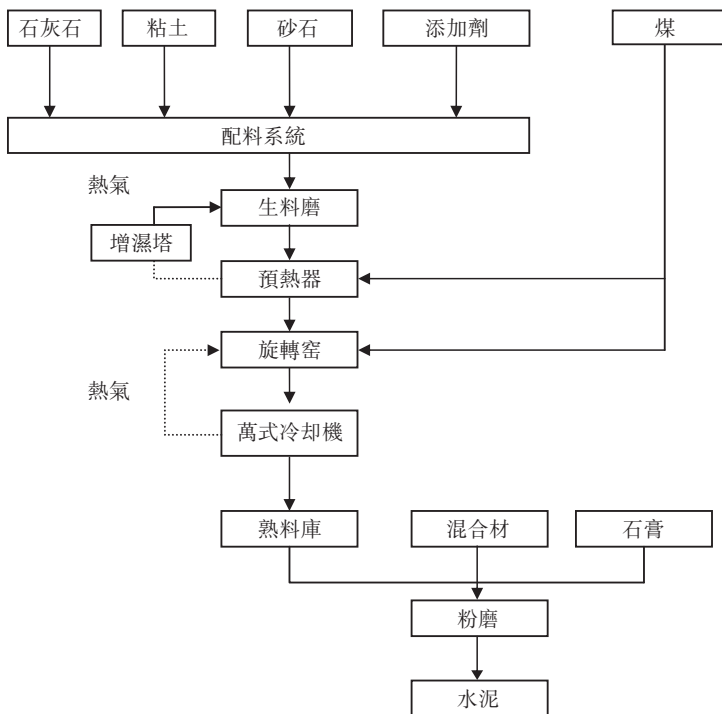 石灰石
粘土
砂石
添加劑
煤
配料系統
熱氣
生料磨
增濕塔
預熱器
旋轉窑
熱氣
萬式冷却機
熟料庫
混合材
石膏
粉磨
水泥